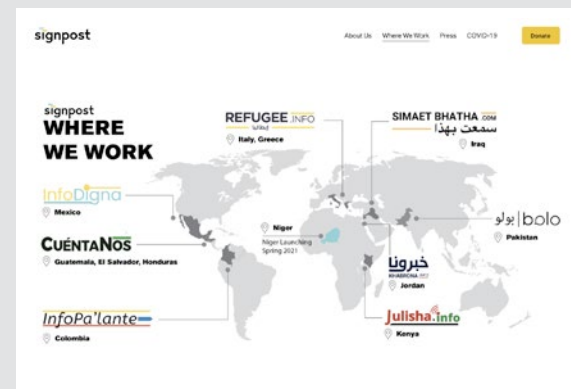 signpost
About Us Where We Work Press COVID-19 Donate
signpost
WHERE
WE WORK
REFUGEE.INFO
Italy, Greece
SIMAET BHATHA .COM
سمعت بهذا
Iraq
InfoDigna
Mexico
بولو | bolo
Pakistan
CUÉNTANOS
Guatemala, El Salvador, Honduras
Niger
Niger Launching
Spring 2021
خبرونا
KHABRONA
Jordan
InfoPa'lante
Colombia
Julisha.info
Kenya